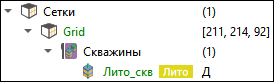 Сетки (1)
Grid [211, 214, 92]
Скважины (1)
Лито_скв Лито Д